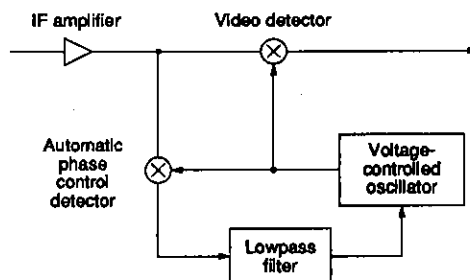 IF amplifier
Video detector
Automatic
phase
control
detector
Voltage-
controlled
oscillator
Lowpass
filter